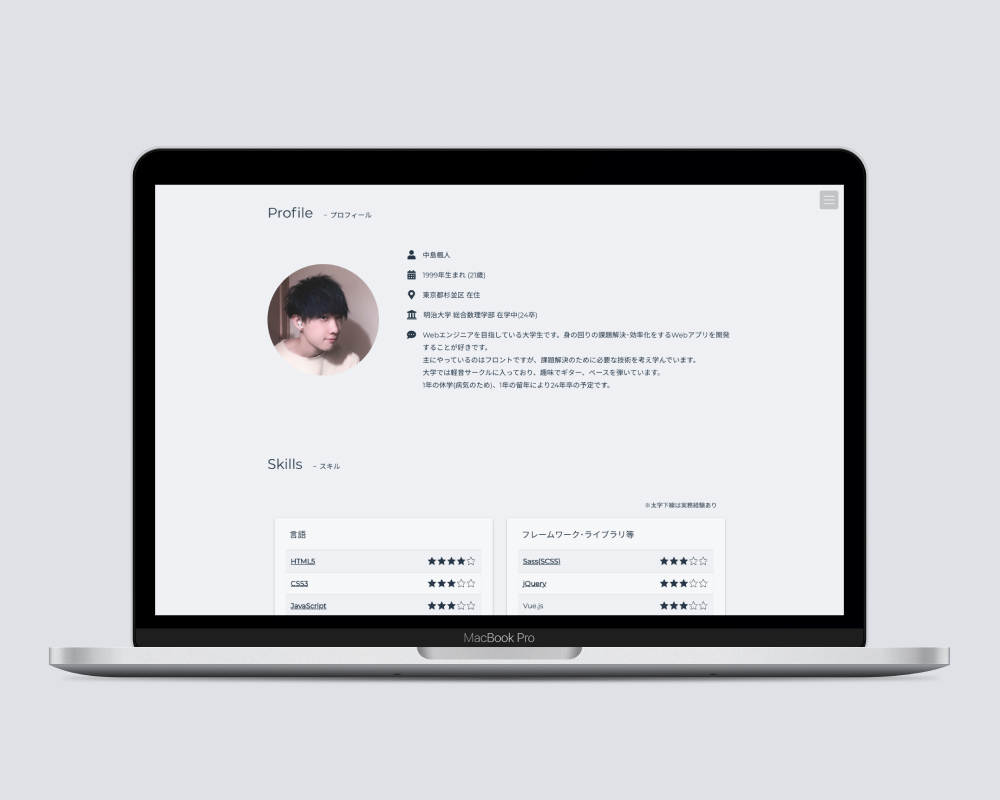 Profile - プロフィール
中島楓人
1999年生まれ (21歳)
東京都杉並区 在住
明治大学 総合数理学部 在学中(24卒)
Webエンジニアを目指している大学生です。身の回りの課題解決･効率化をするWebアプリを開発
することが好きです。
主にやっているのはフロントですが、課題解決のために必要な技術を考え学んでいます。
大学では軽音サークルに入っており、趣味でギター、ベースを弾いています。
1年の休学(病気のため)、1年の留年により24年卒の予定です。
Skills - スキル
※太字下線は実務経験あり
言語
HTML5 ★★★★☆
CSS3 ★★★☆☆
JavaScript ★★★☆☆
フレームワーク･ライブラリ等
Sass(SCSS) ★★★☆☆
jQuery ★★★☆☆
Vue.js ★★★☆☆
MacBook Pro